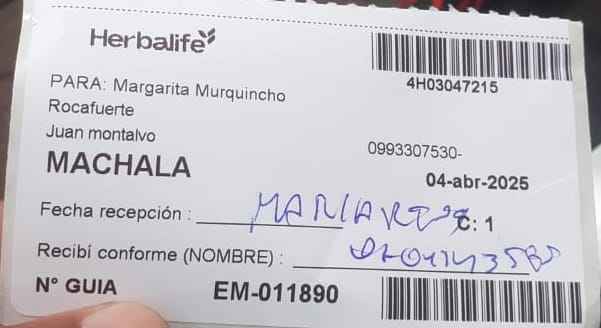 Herbalife
4H03047215
PARA: Margarita Murquincho
Rocafuerte
Juan montalvo
0993307530-
MACHALA
04-abr-2025
Fecha recepción :
C: 1
Recibí conforme (NOMBRE) :
N° GUIA EM-011890